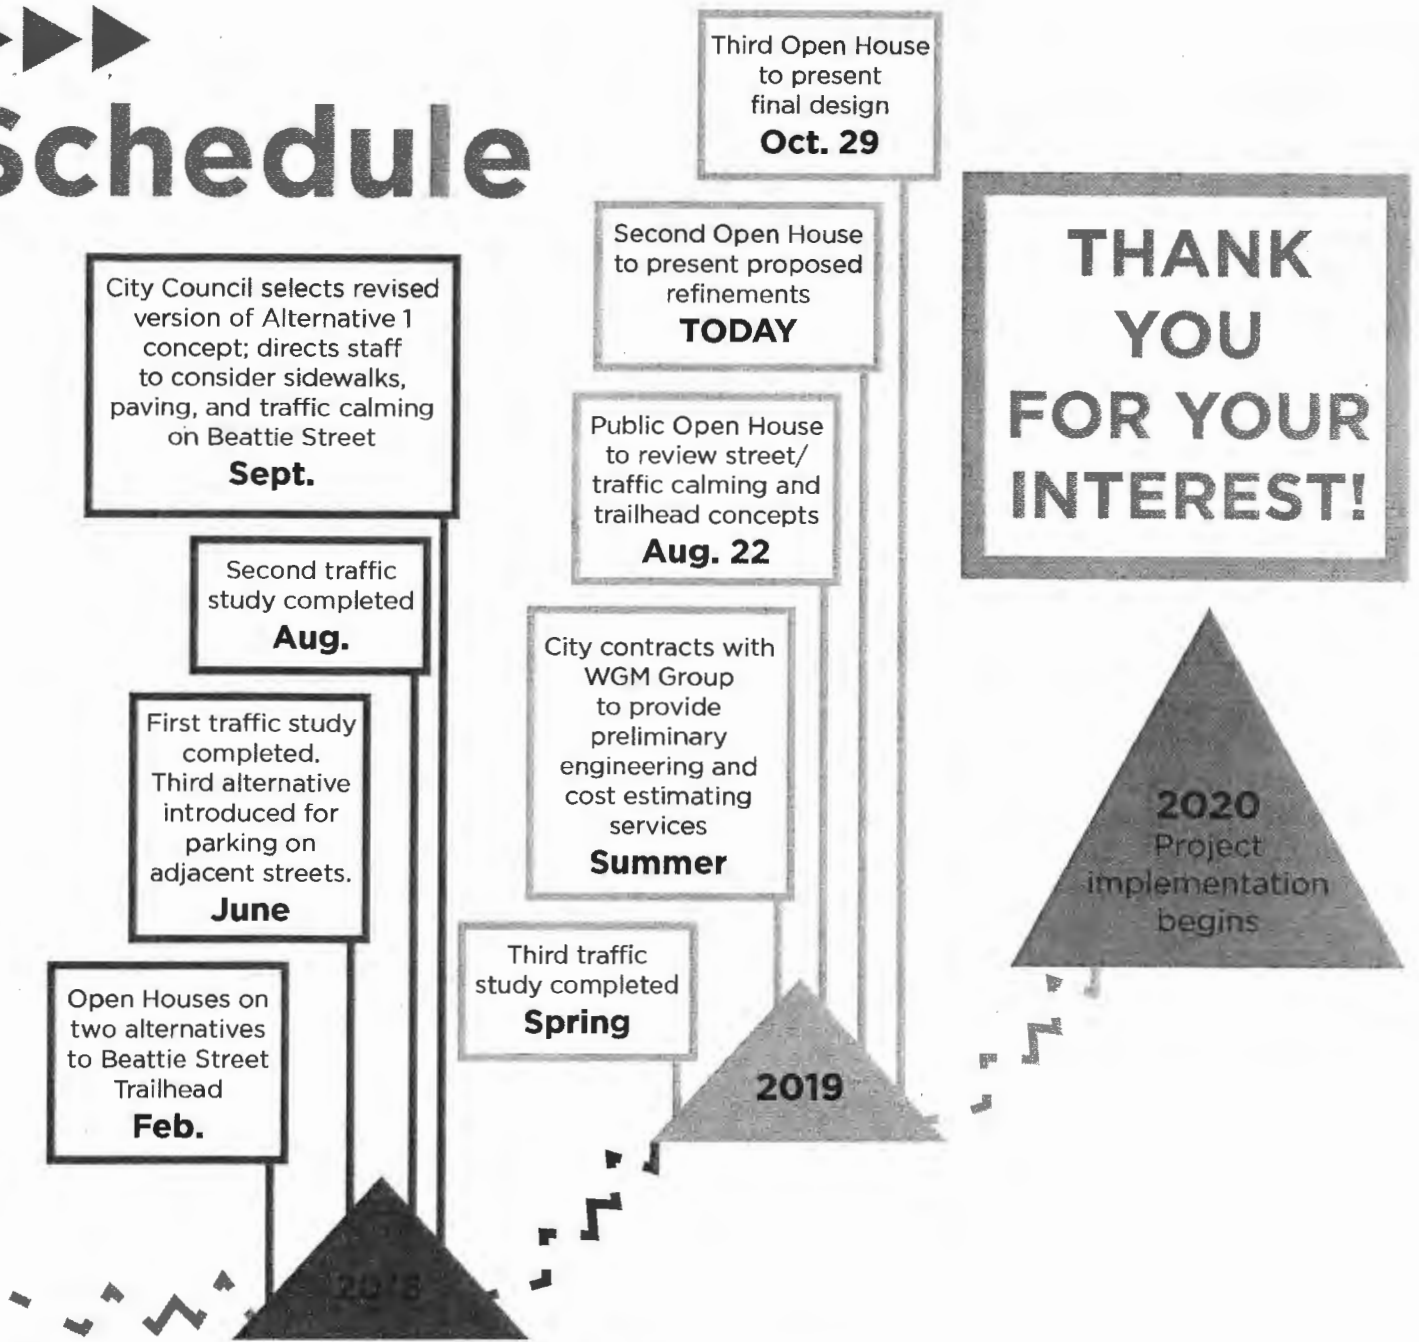 Schedule
City Council selects revised
version of Alternative 1
concept; directs staff
to consider sidewalks,
paving, and traffic calming
on Beattie Street
Sept.
Second traffic
study completed
Aug.
First traffic study
completed.
Third alternative
introduced for
parking on
adjacent streets.
June
Open Houses on
two alternatives
to Beattie Street
Trailhead
Feb.
2018
Third Open House
to present
final design
Oct. 29
Second Open House
to present proposed
refinements
TODAY
Public Open House
to review street/
traffic calming and
trailhead concepts
Aug. 22
City contracts with
WGM Group
to provide
preliminary
engineering and
cost estimating
services
Summer
Third traffic
study completed
Spring
2019
THANK
YOU
FOR YOUR
INTEREST!
2020
Project
implementation
begins